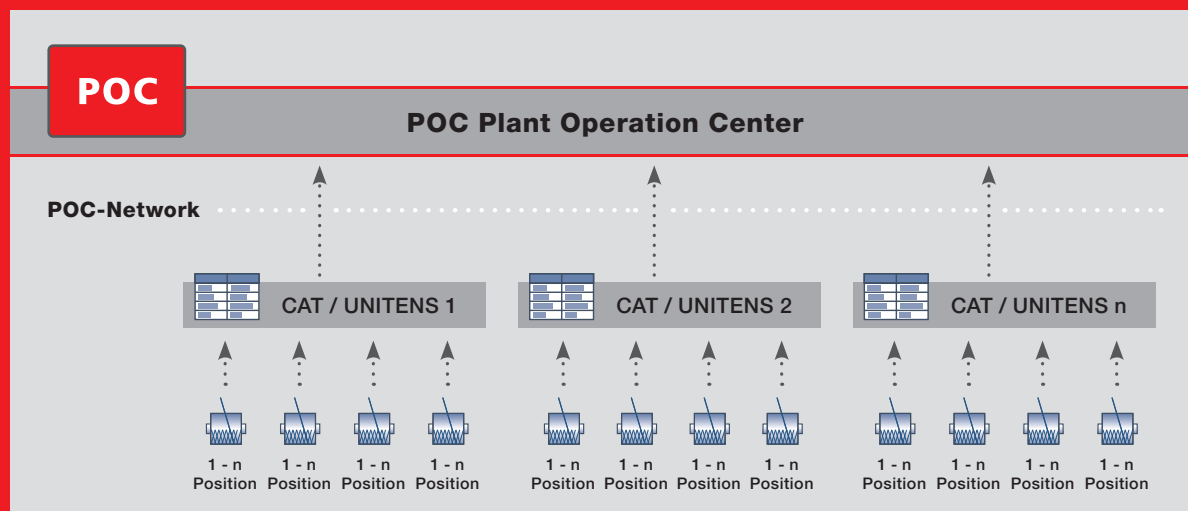 POC
POC Plant Operation Center
POC-Network
CAT / UNITENS 1
CAT / UNITENS 2
CAT / UNITENS n
1 - n 1 - n 1 - n 1 - n 1 - n 1 - n 1 - n 1 - n 1 - n 1 - n 1 - n 1 - n
Position Position Position Position Position Position Position Position Position Position Position Position